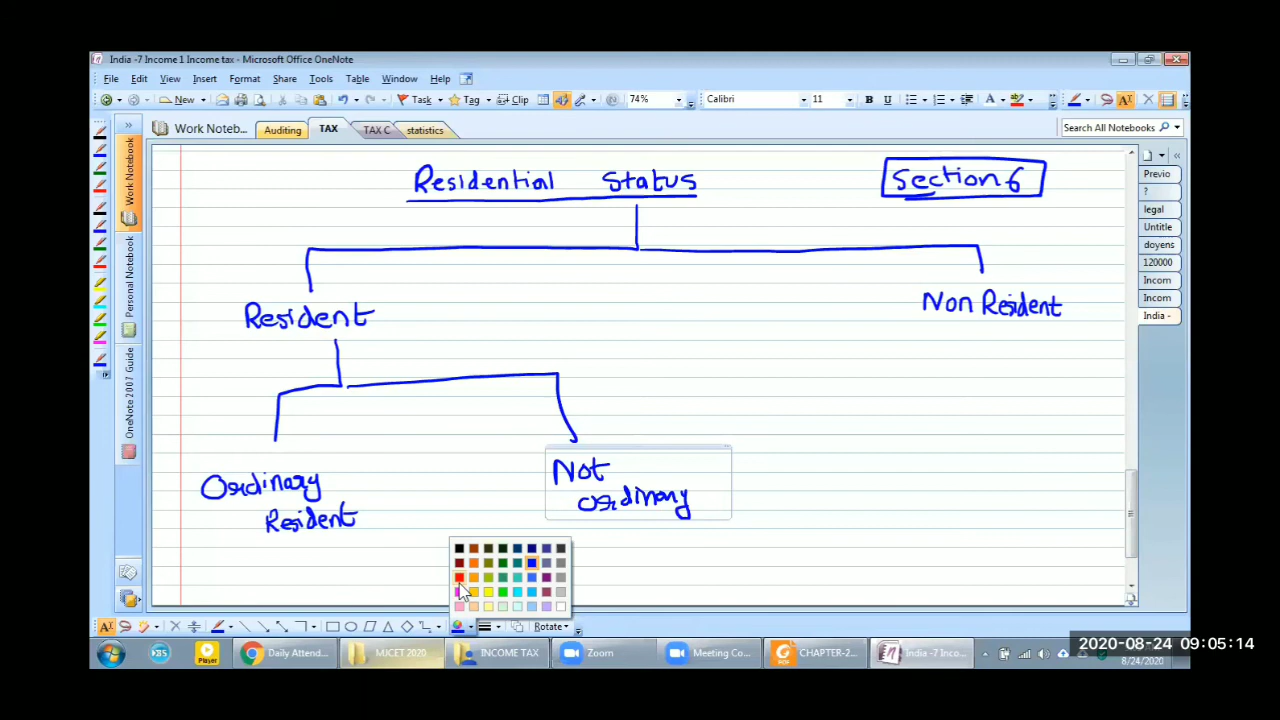 India -7 Income 1 Income tax - Microsoft Office OneNote
File Edit View Insert Format Share Tools Table Window Help
New Task Tag Clip 74% Calibri 11 B U A
Work Noteb... Auditing TAX TAX C statistics Search All Notebooks
Work Notebook
Personal Notebook
OneNote 2007 Guide
Residential Status
Section 6
Resident
Non Resident
Ordinary
Resident
Not
Ordinary
Previo
?
legal
Untitle
doyens
120000
Incom
Incom
India -
Rotate
Player Daily Attend... MJCET 2020 INCOME TAX Zoom Meeting Co... CHAPTER-2... India -7 Inco...
2020-08-24 09:05:14
8/24/2020